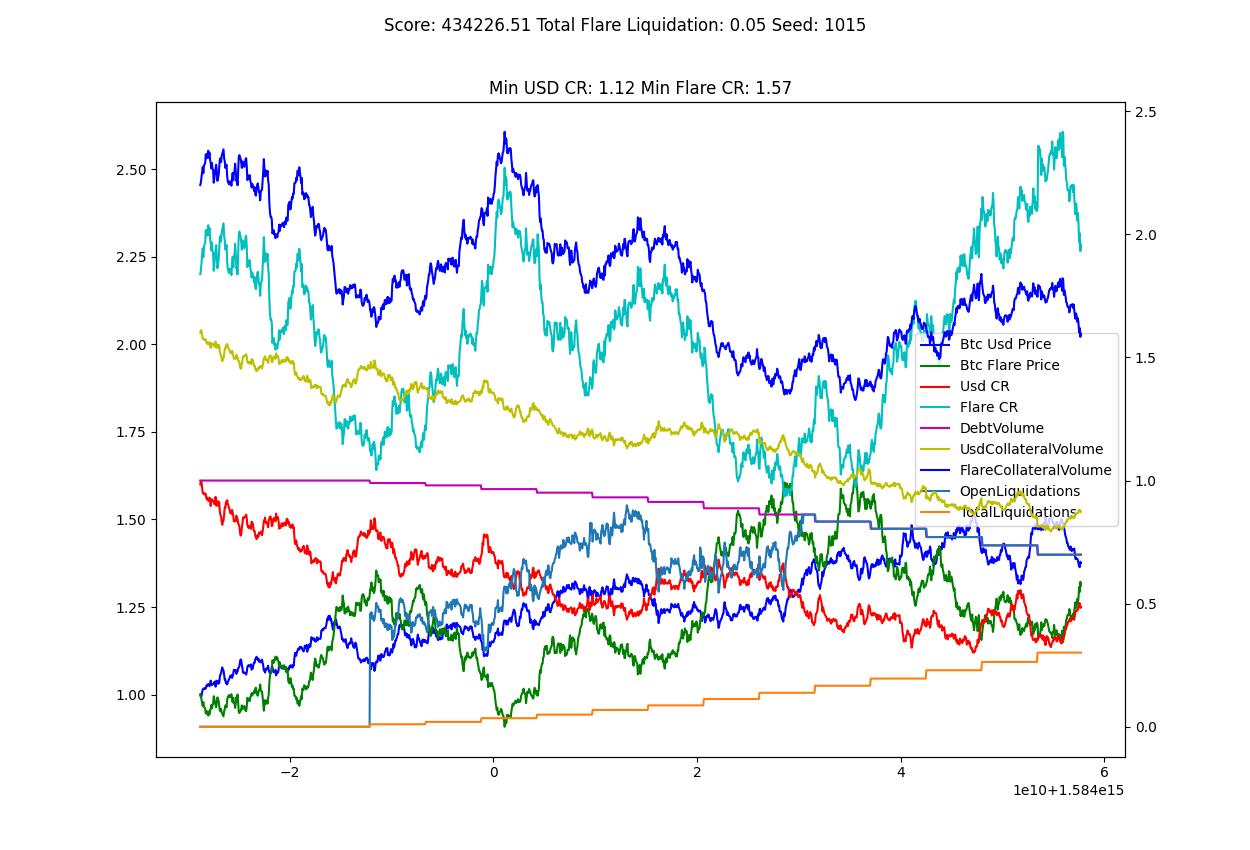 Score: 434226.51 Total Flare Liquidation: 0.05 Seed: 1015
Min USD CR: 1.12 Min Flare CR: 1.57
2.50
2.25
2.00
1.75
1.50
1.25
1.00
2.5
2.0
1.5
1.0
0.5
0.0
Btc Usd Price
Btc Flare Price
Usd CR
Flare CR
DebtVolume
UsdCollateralVolume
FlareCollateralVolume
OpenLiquidations
TotalLiquidations
−2 0 2 4 6
1e10+1.584e15